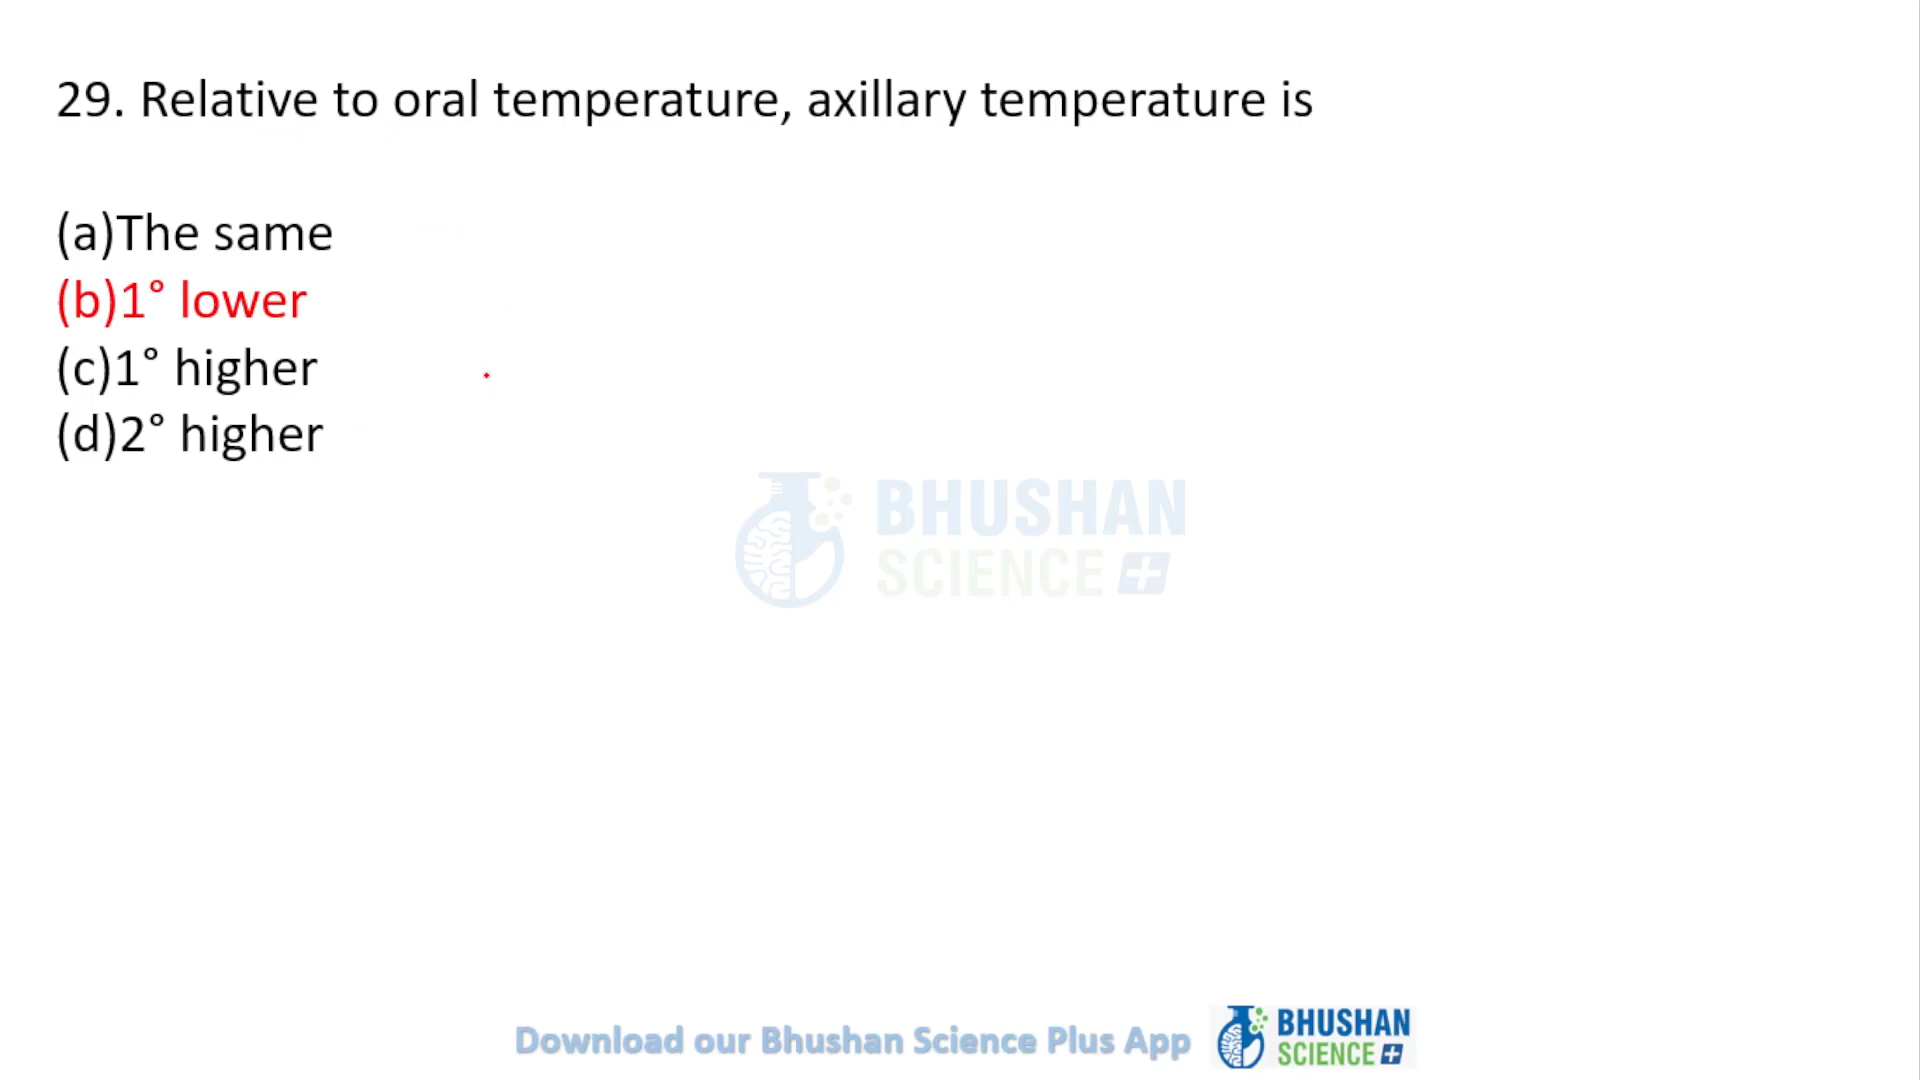 29. Relative to oral temperature, axillary temperature is
(a)The same
(b)1° lower
(c)1° higher
(d)2° higher
BHUSHAN
SCIENCE
Download our Bhushan Science Plus App
BHUSHAN
SCIENCE